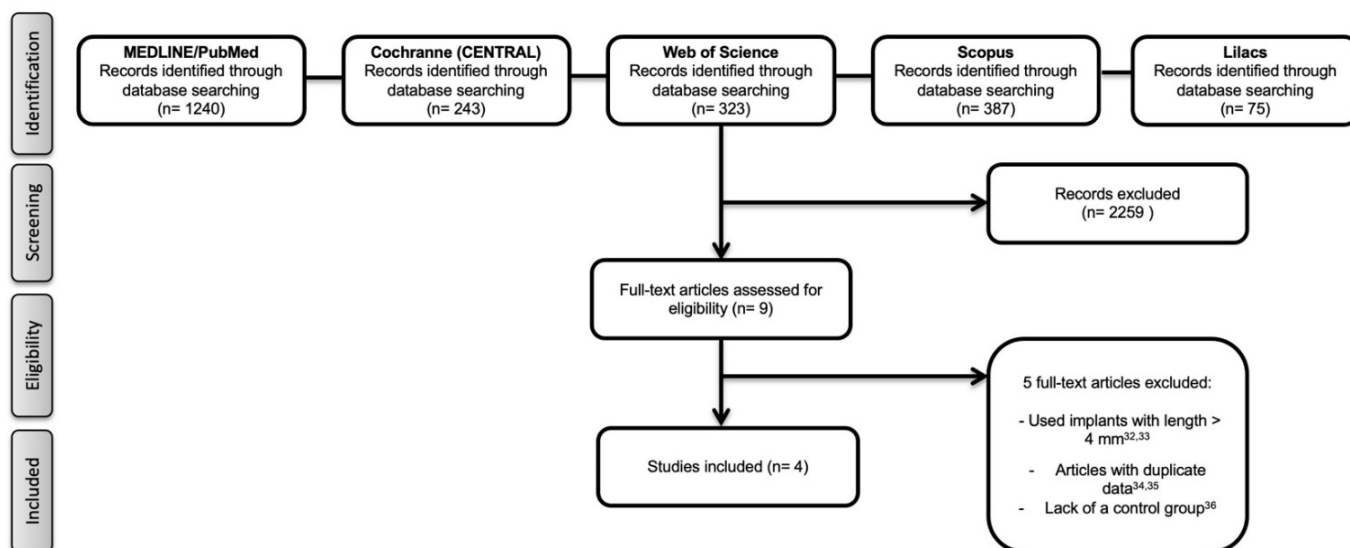 Identification
MEDLINE/PubMed
Records identified through
database searching
(n= 1240)
Cochranne (CENTRAL)
Records identified through
database searching
(n= 243)
Web of Science
Records identified through
database searching
(n= 323)
Scopus
Records identified through
database searching
(n= 387)
Lilacs
Records identified through
database searching
(n= 75)
Screening
Records excluded
(n= 2259 )
Full-text articles assessed for
eligibility (n= 9)
Eligibility
5 full-text articles excluded:
- Used implants with length >
4 mm32,33
- Articles with duplicate
data34,35
- Lack of a control group36
Included
Studies included (n= 4)